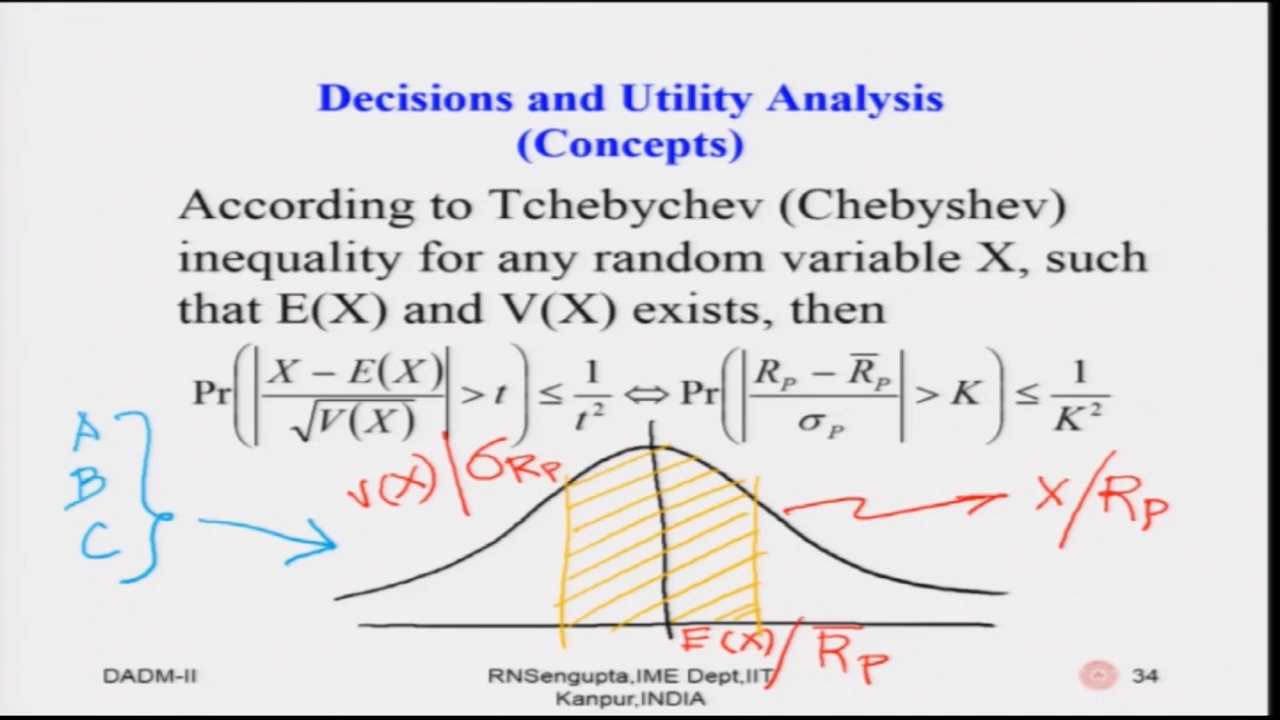 Decisions and Utility Analysis
(Concepts)
According to Tchebychev (Chebyshev)
inequality for any random variable X, such
that E(X) and V(X) exists, then
Pr(|X − E(X)/√V(X)| > t) ≤ 1/t² ⇔ Pr(|R_P − R̅_P/σ_P| > K) ≤ 1/K²
A
B
C
V(X)/σ_RP
X/R_P
E(X)/R̅_P
DADM-II
RNSengupta,IME Dept,IIT
Kanpur,INDIA
34